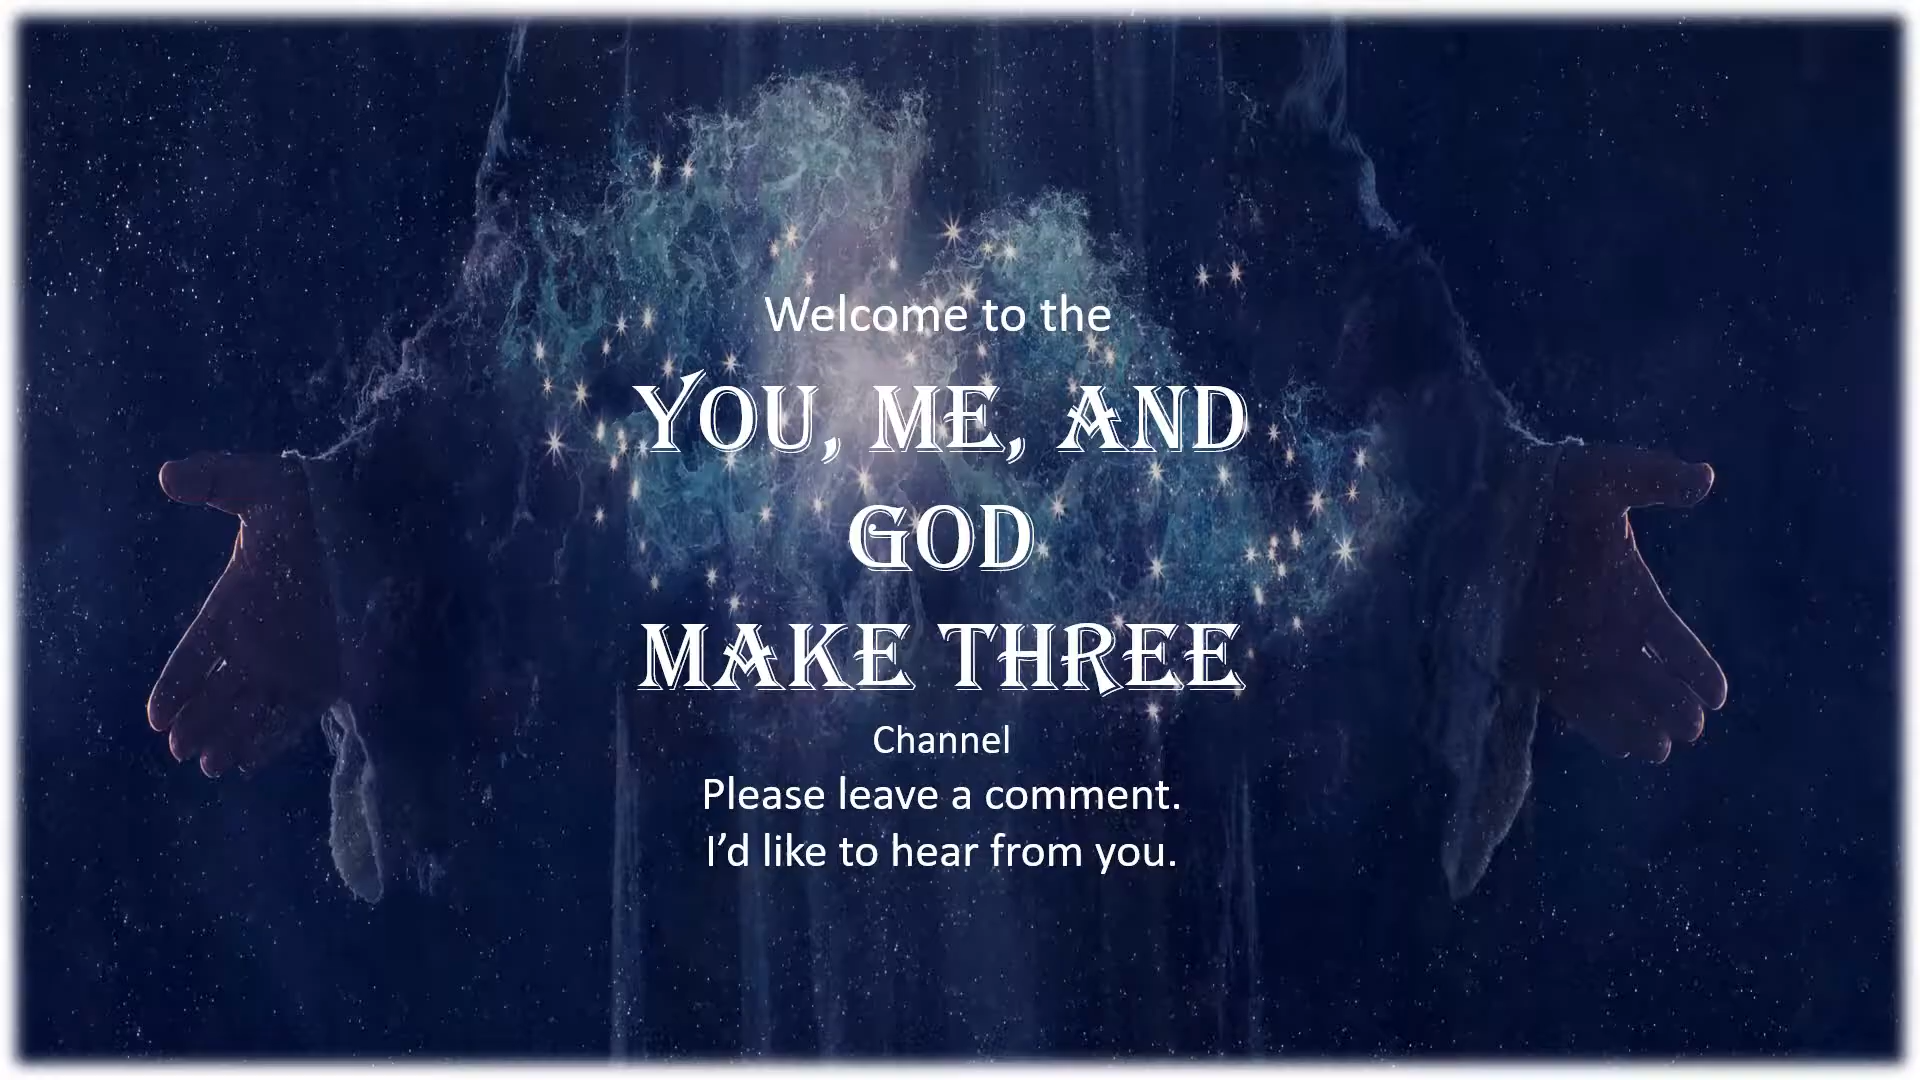 Welcome to the
YOU, ME, AND
GOD
MAKE THREE
Channel
Please leave a comment.
I’d like to hear from you.